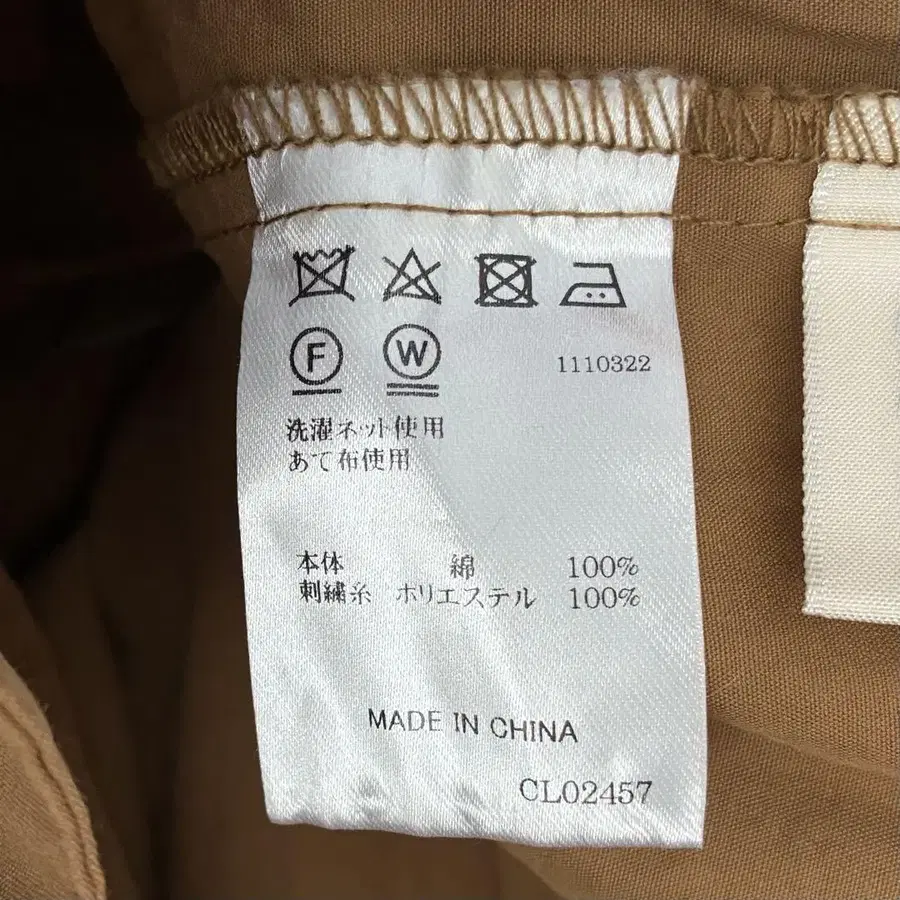 F W 1110322
洗濯ネット使用
あて布使用
本体 綿 100%
刺繍糸 ポリエステル 100%
MADE IN CHINA
CL02457